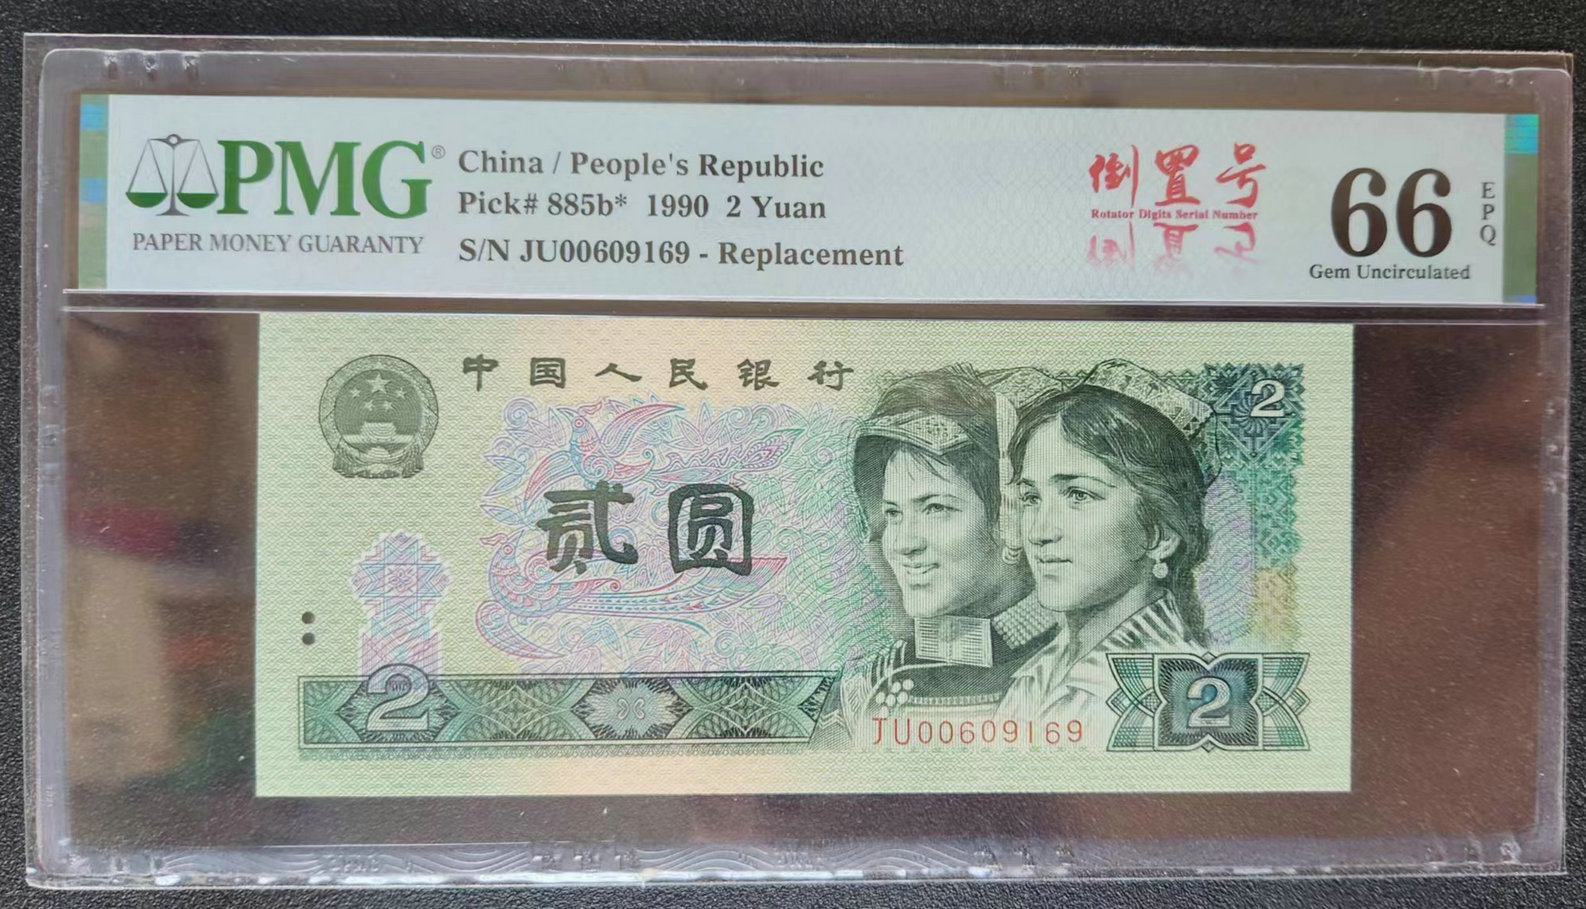 PMG®
PAPER MONEY GUARANTY
China / People's Republic
Pick# 885b* 1990 2 Yuan
S/N JU00609169 - Replacement
倒置号
Rotator Digits Serial Number
66
EPQ
Gem Uncirculated
中国人民银行
2
贰圆
2
2
JU00609169